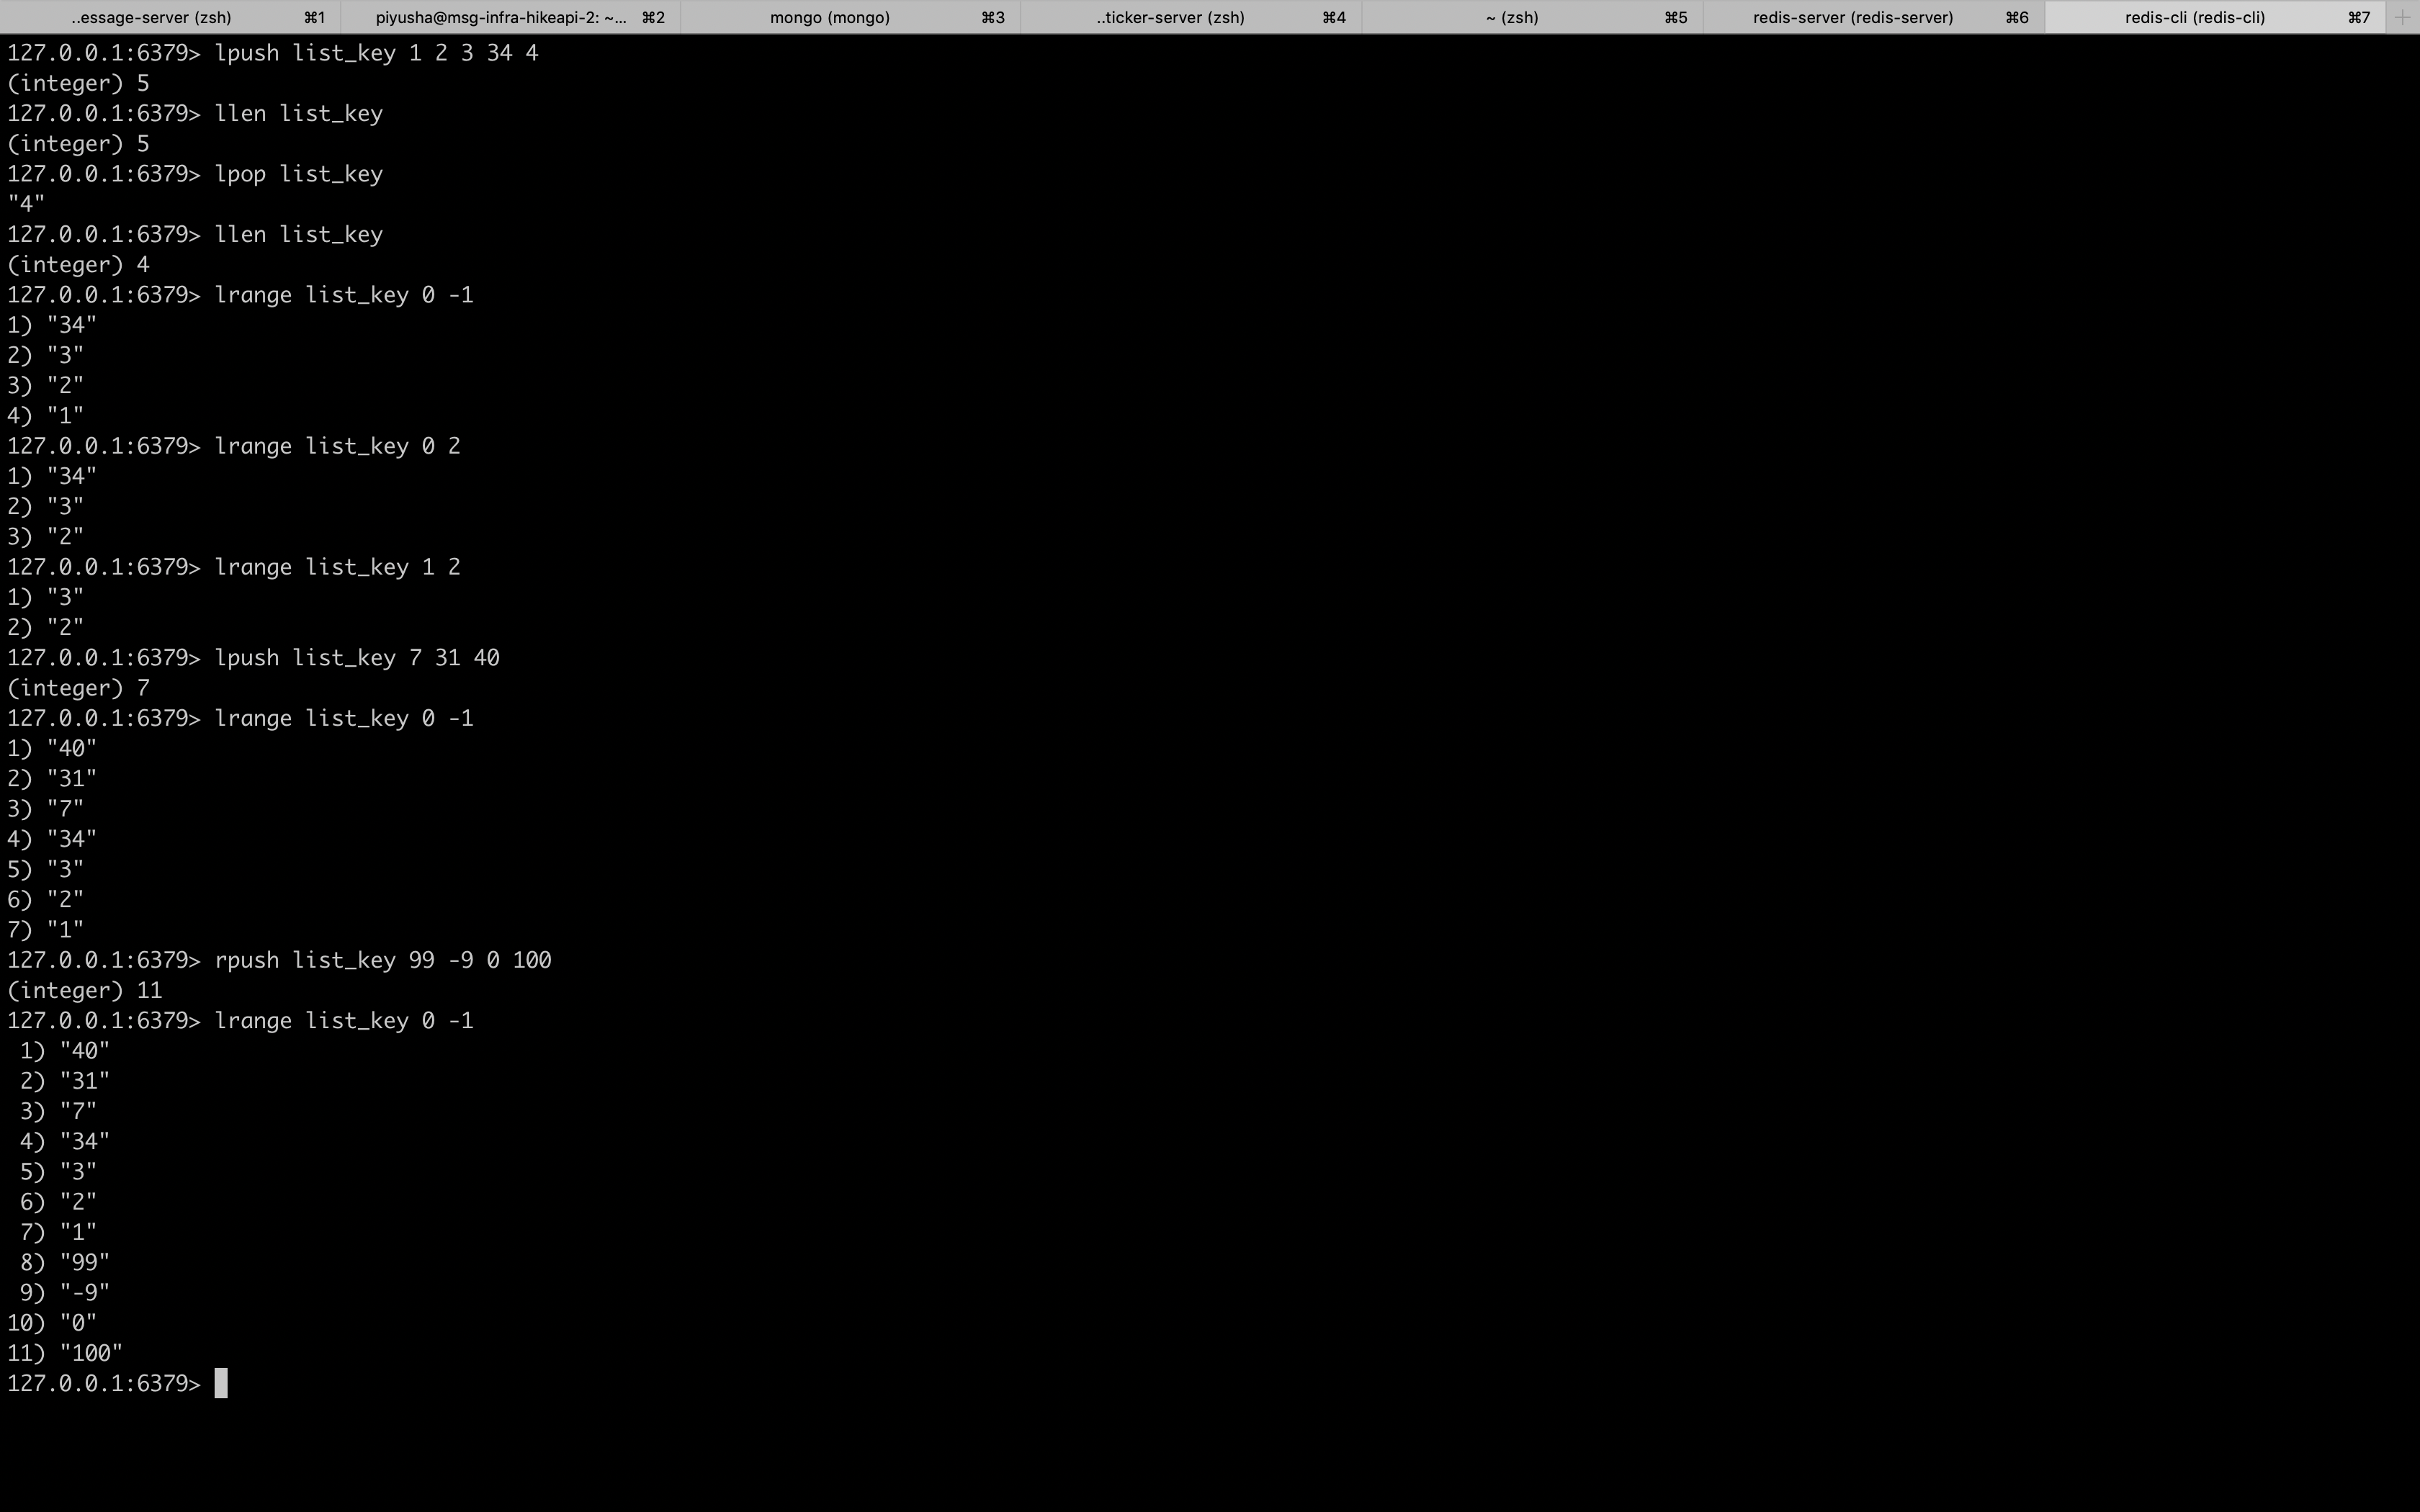 ..essage-server (zsh) ⌘1 piyusha@msg-infra-hikeapi-2: ~... ⌘2 mongo (mongo) ⌘3 ..ticker-server (zsh) ⌘4 ~ (zsh) ⌘5 redis-server (redis-server) ⌘6 redis-cli (redis-cli) ⌘7
127.0.0.1:6379> lpush list_key 1 2 3 34 4
(integer) 5
127.0.0.1:6379> llen list_key
(integer) 5
127.0.0.1:6379> lpop list_key
"4"
127.0.0.1:6379> llen list_key
(integer) 4
127.0.0.1:6379> lrange list_key 0 -1
1) "34"
2) "3"
3) "2"
4) "1"
127.0.0.1:6379> lrange list_key 0 2
1) "34"
2) "3"
3) "2"
127.0.0.1:6379> lrange list_key 1 2
1) "3"
2) "2"
127.0.0.1:6379> lpush list_key 7 31 40
(integer) 7
127.0.0.1:6379> lrange list_key 0 -1
1) "40"
2) "31"
3) "7"
4) "34"
5) "3"
6) "2"
7) "1"
127.0.0.1:6379> rpush list_key 99 -9 0 100
(integer) 11
127.0.0.1:6379> lrange list_key 0 -1
 1) "40"
 2) "31"
 3) "7"
 4) "34"
 5) "3"
 6) "2"
 7) "1"
 8) "99"
 9) "-9"
10) "0"
11) "100"
127.0.0.1:6379>